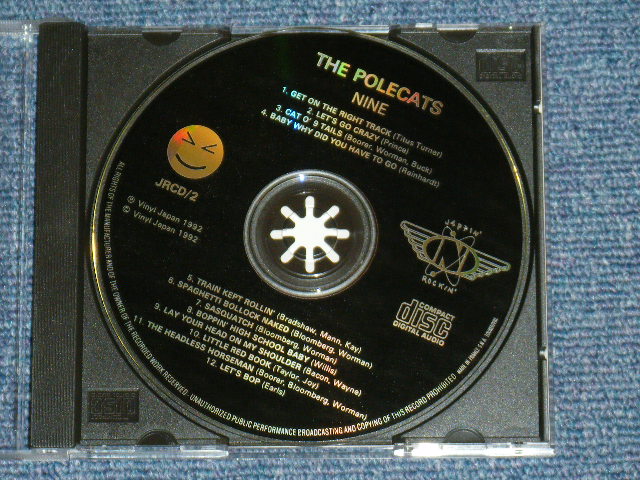 THE POLECATS
NINE
1. GET ON THE RIGHT TRACK (Titus Turner)
2. LET'S GO CRAZY (Prince)
3. CAT O' 9 TAILS (Boorer, Worman, Buck)
4. BABY WHY DID YOU HAVE TO GO (Reinhardt)
JRCD/2
℗ Vinyl Japan 1992
© Vinyl Japan 1992
JAPPIN'
ROCKIN'
COMPACT
disc
DIGITAL AUDIO
5. TRAIN KEPT ROLLIN' (Bradshaw, Mann, Kay)
6. SPAGHETTI BOLLOCK NAKED (Bloomberg, Worman)
7. SASQUATCH (Bloomberg, Worman)
8. BOPPIN' HIGH SCHOOL BABY (Willis)
9. LAY YOUR HEAD ON MY SHOULDER (Bacon, Wayne)
10. LITTLE RED BOOK (Taylor, Joy)
11. THE HEADLESS HORSEMAN (Boorer, Bloomberg, Worman)
12. LET'S BOP (Earls)
ALL RIGHTS OF THE MANUFACTURER AND OF THE OWNER OF THE RECORDED WORK RESERVED. UNAUTHORIZED PUBLIC PERFORMANCE BROADCASTING AND COPYING OF THIS RECORD PROHIBITED.